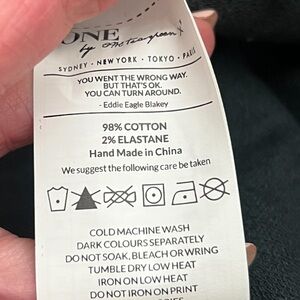 ONE
by oneteaspoon X
SYDNEY • NEW YORK • TOKYO • PARIS
YOU WENT THE WRONG WAY.
BUT THAT'S OK.
YOU CAN TURN AROUND.
- Eddie Eagle Blakey
98% COTTON
2% ELASTANE
Hand Made in China
We suggest the following care be taken
COLD MACHINE WASH
DARK COLOURS SEPARATELY
DO NOT SOAK, BLEACH OR WRING
TUMBLE DRY LOW HEAT
IRON ON LOW HEAT
DO NOT IRON ON PRINT